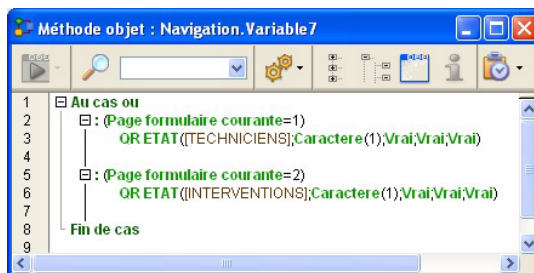 Méthode objet : Navigation.Variable7
1 Au cas ou
2 : (Page formulaire courante=1)
3 QR ETAT([TECHNICIENS];Caractere(1);Vrai;Vrai;Vrai)
4
5 : (Page formulaire courante=2)
6 QR ETAT([INTERVENTIONS];Caractere(1);Vrai;Vrai;Vrai)
7
8 Fin de cas
9